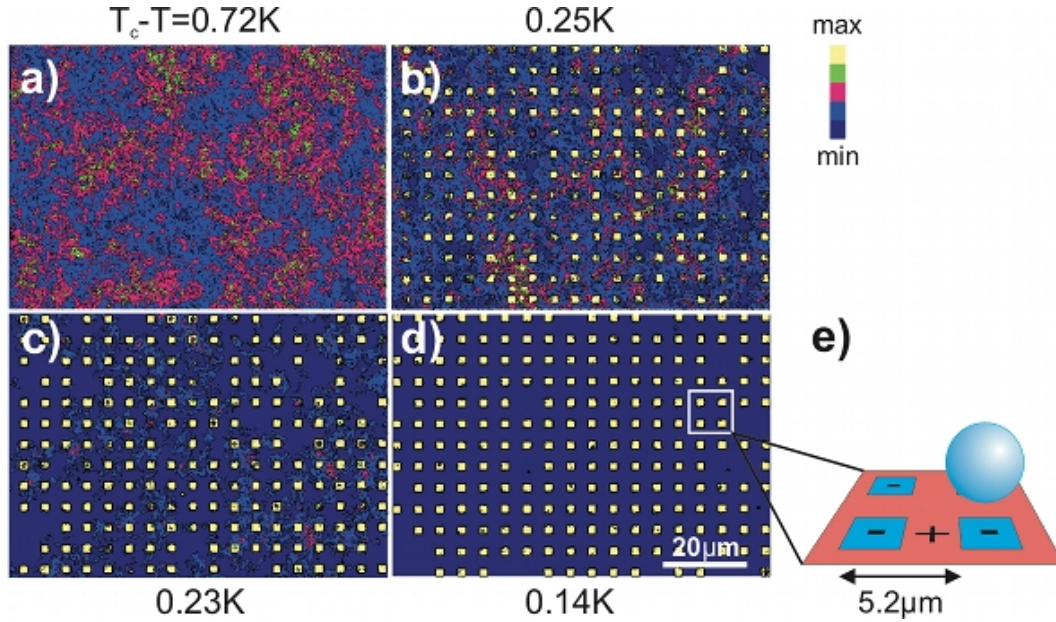 T_c-T=0.72K
0.25K
max
min
a)
b)
c)
d)
e)
20µm
- -
- + -
5.2µm
0.23K
0.14K